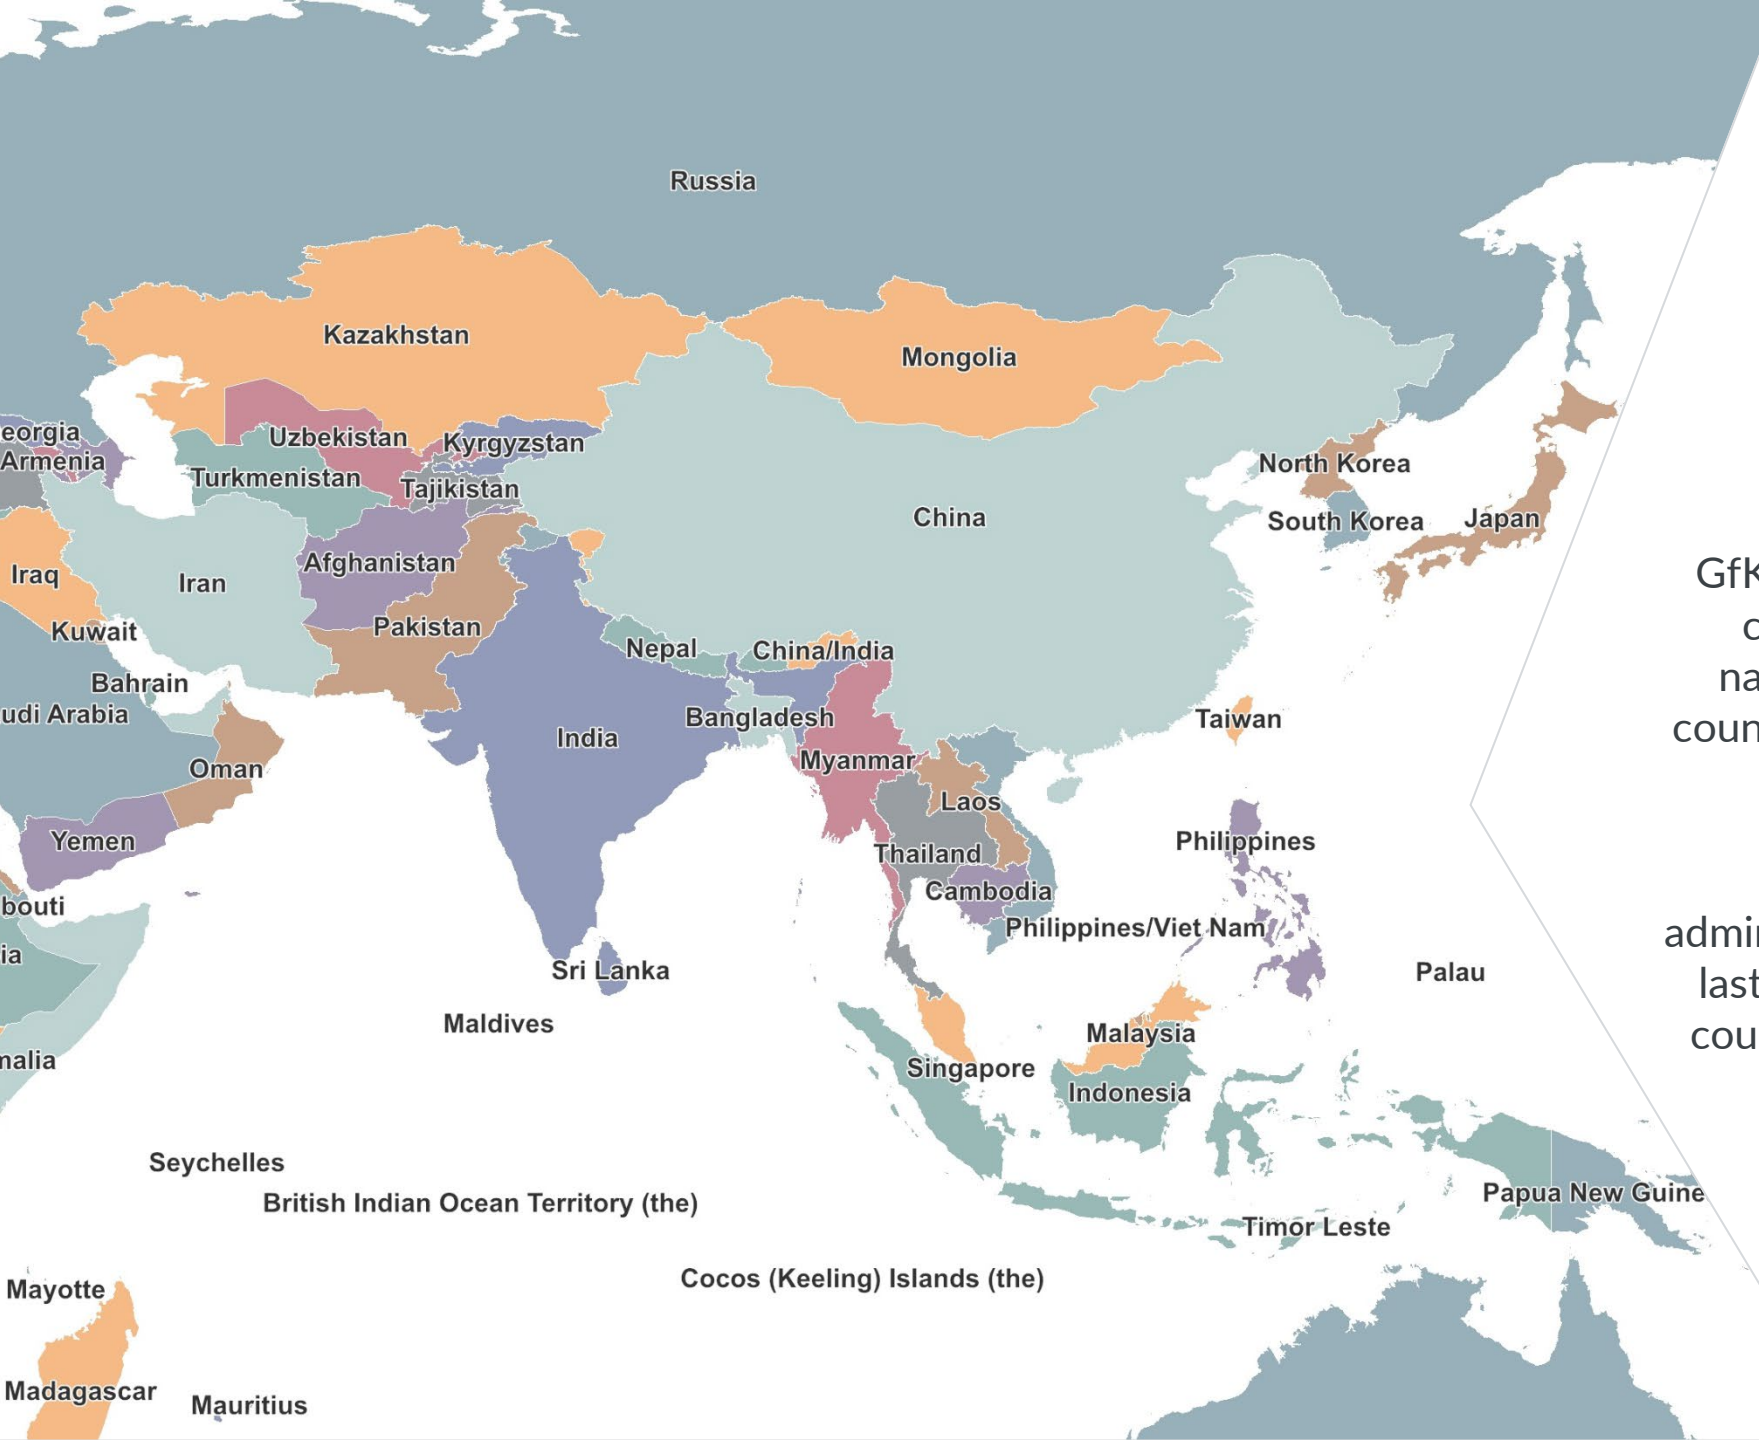 Russia
Kazakhstan
Mongolia
eorgia
Uzbekistan
Kyrgyzstan
Armenia
North Korea
Turkmenistan
Tajikistan
China
South Korea
Japan
Afghanistan
Iraq
Iran
GfK
Kuwait
Pakistan
c
Nepal
China/India
Bahrain
na
udi Arabia
Bangladesh
Taiwan
India
coun
Myanmar
Oman
Laos
Yemen
Philippines
Thailand
Cambodia
bouti
Philippines/Viet Nam
admin
ia
Sri Lanka
Palau
last
Maldives
Malaysia
cou
malia
Singapore
Indonesia
Seychelles
Papua New Guine
British Indian Ocean Territory (the)
Timor Leste
Cocos (Keeling) Islands (the)
Mayotte
Madagascar
Mauritius